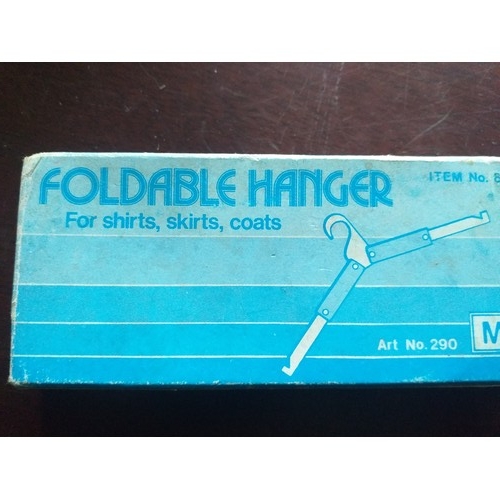 FOLDABLE HANGER
ITEM No.
For shirts, skirts, coats
Art No. 290
M